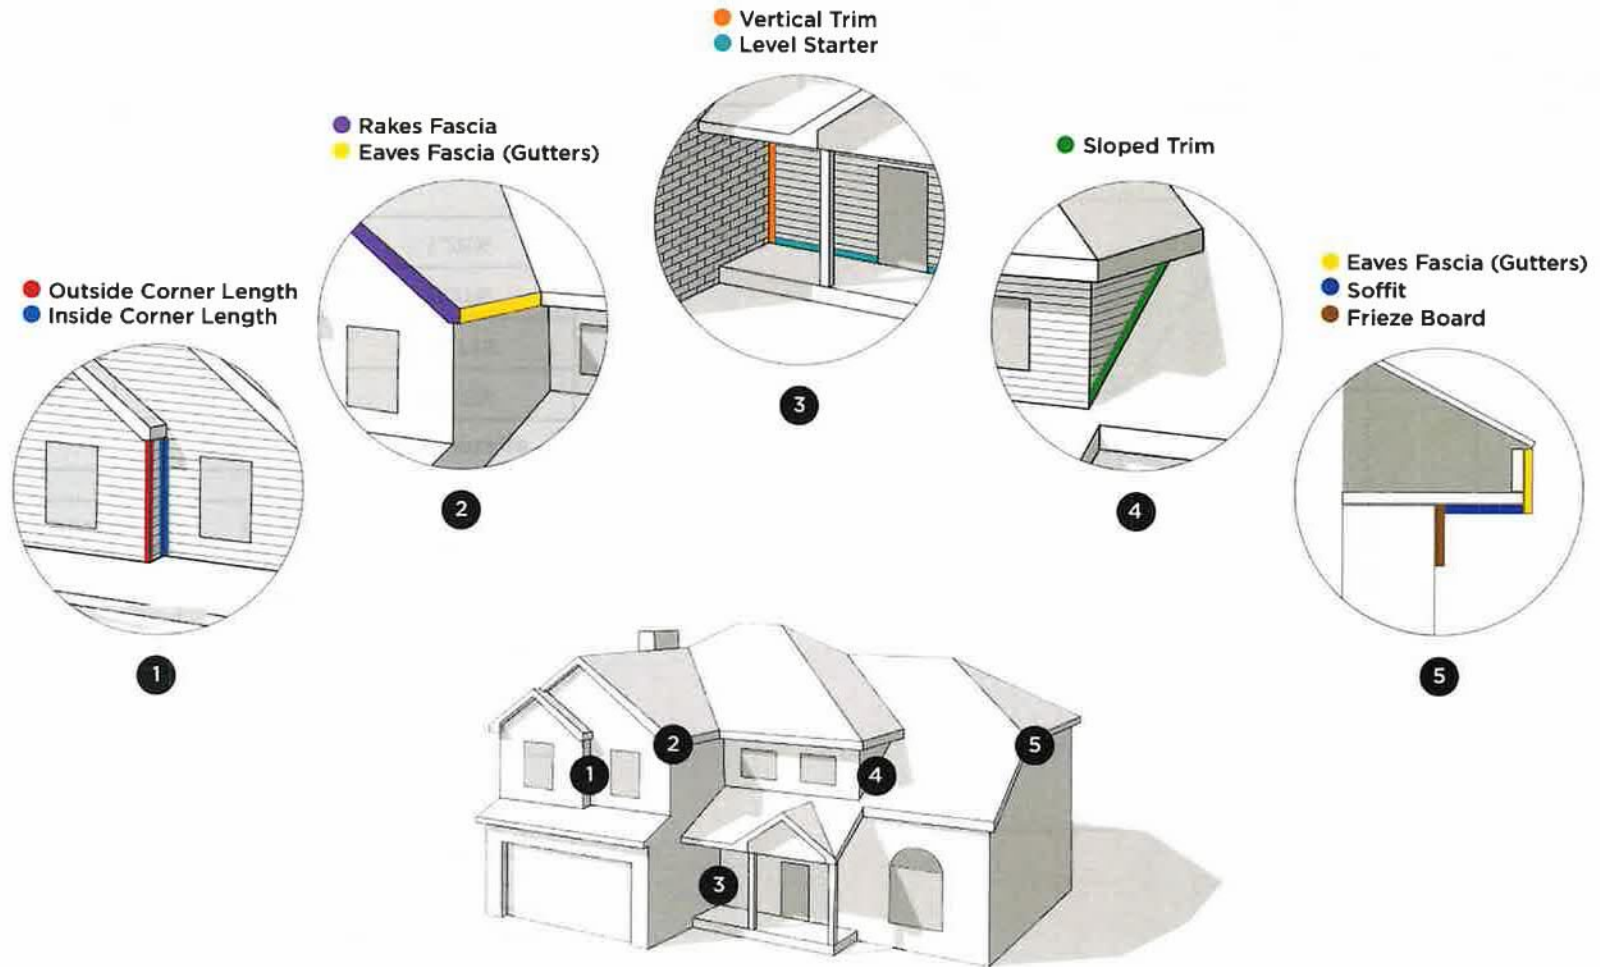 Vertical Trim
Level Starter
Rakes Fascia
Eaves Fascia (Gutters)
Sloped Trim
Outside Corner Length
Inside Corner Length
Eaves Fascia (Gutters)
Soffit
Frieze Board
3
2
4
1
5
2
5
1
4
3